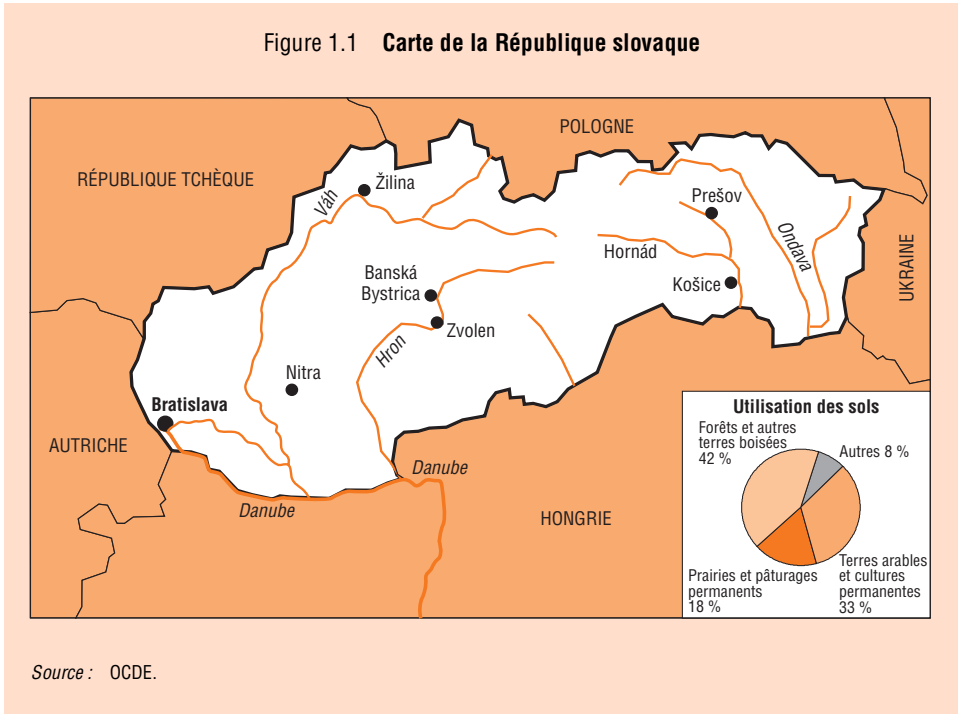 Figure 1.1 Carte de la République slovaque
POLOGNE
RÉPUBLIQUE TCHÈQUE
Žilina
Váh
Prešov
Ondava
Hornád
UKRAINE
Banská
Bystrica
Košice
Zvolen
Hron
Nitra
Bratislava
AUTRICHE
Danube
Danube
HONGRIE
Utilisation des sols
Forêts et autres
terres boisées
42 %
Autres 8 %
Prairies et pâturages
permanents
18 %
Terres arables
et cultures
permanentes
33 %
Source : OCDE.